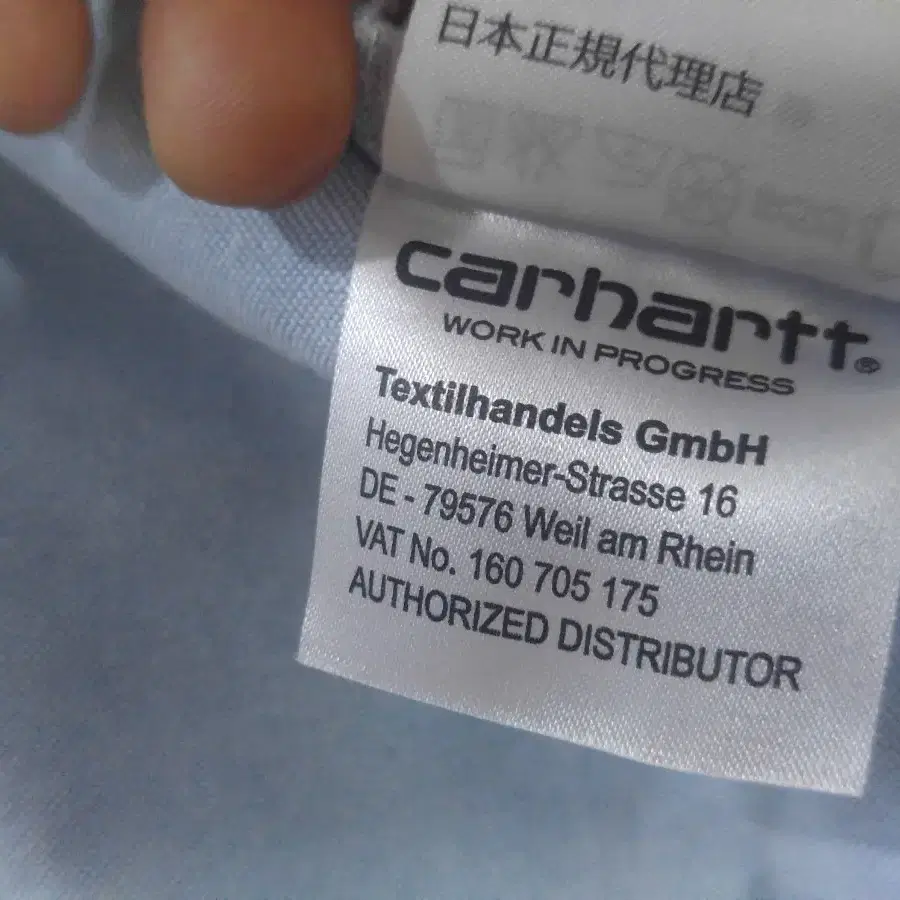 日本正規代理店
carhartt®
WORK IN PROGRESS
Textilhandels GmbH
Hegenheimer-Strasse 16
DE - 79576 Weil am Rhein
VAT No. 160 705 175
AUTHORIZED DISTRIBUTOR